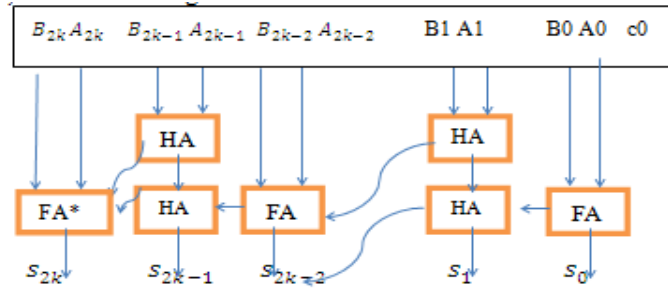 B₂ₖ A₂ₖ B₂ₖ₋₁ A₂ₖ₋₁ B₂ₖ₋₂ A₂ₖ₋₂ B1 A1 B0 A0 c0
HA HA
FA* HA FA HA FA
s₂ₖ s₂ₖ₋₁ s₂ₖ₋₂ s₁ s₀